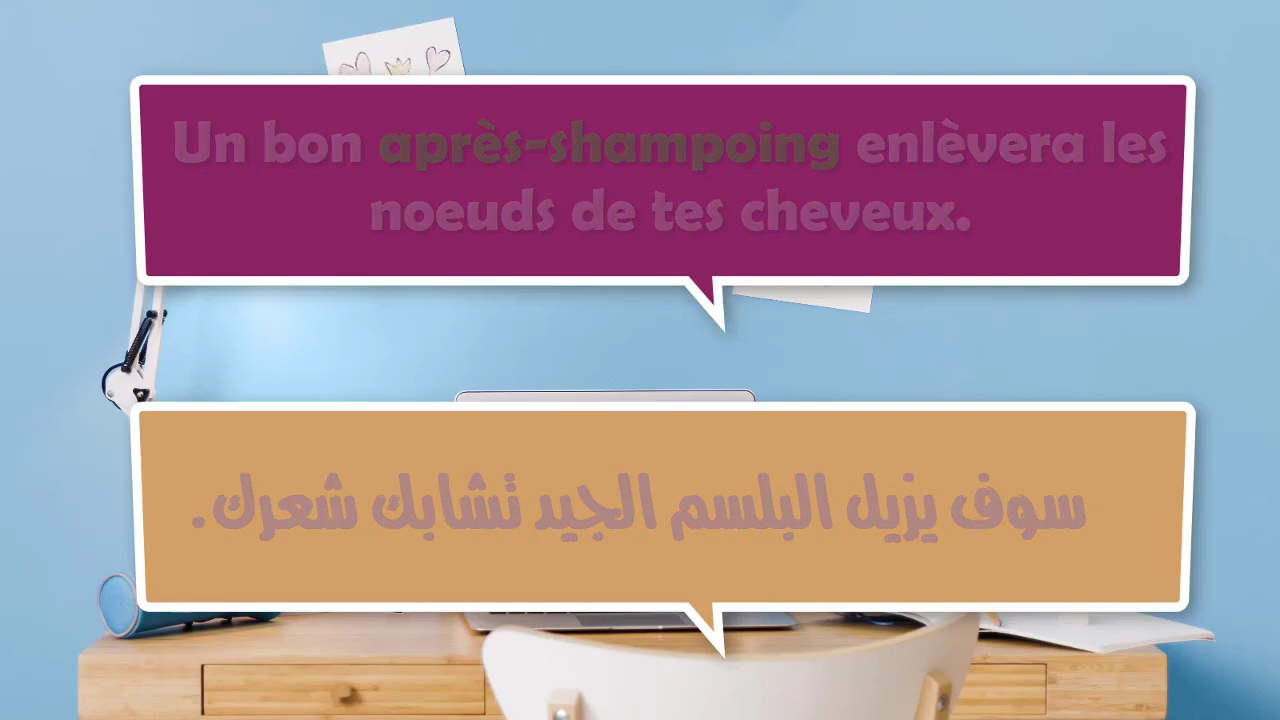 Un bon après-shampoing enlèvera les
noeuds de tes cheveux.
سوف يزيل البلسم الجيد تشابك شعرك.